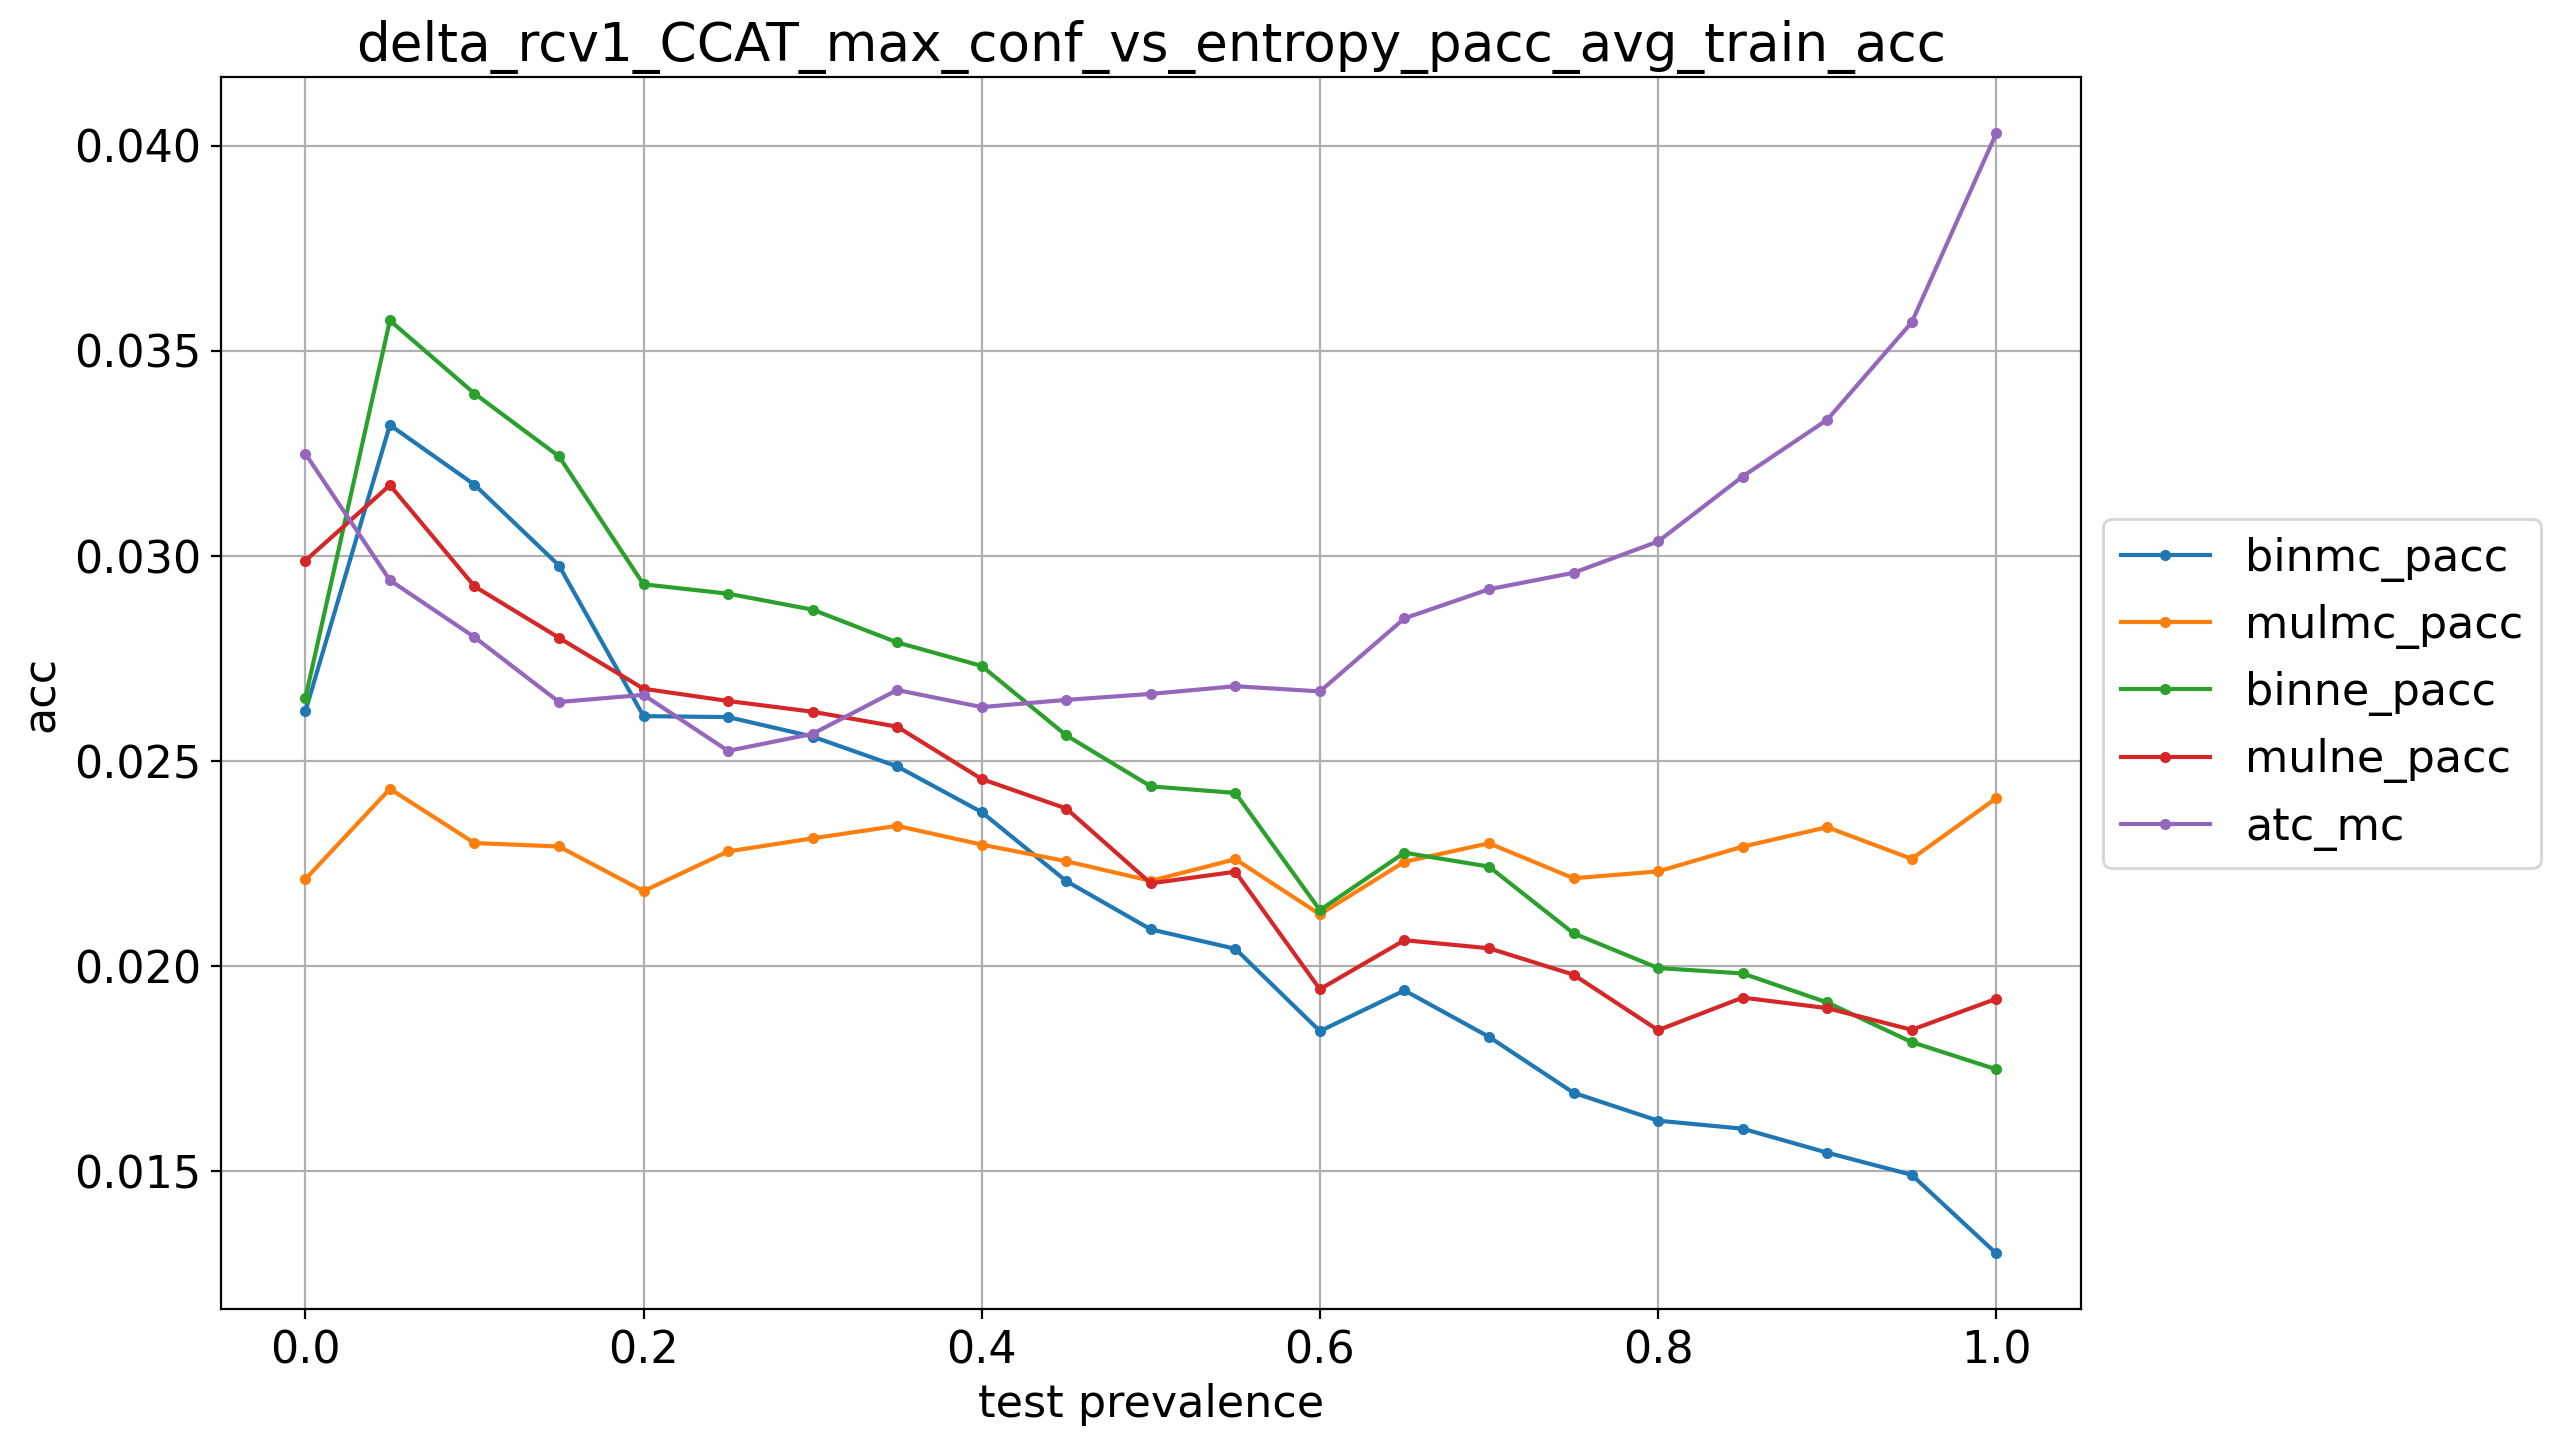 delta_rcv1_CCAT_max_conf_vs_entropy_pacc_avg_train_acc
0.040
0.035
0.030
0.025
0.020
0.015
acc
0.0 0.2 0.4 0.6 0.8 1.0
test prevalence
binmc_pacc
mulmc_pacc
binne_pacc
mulne_pacc
atc_mc